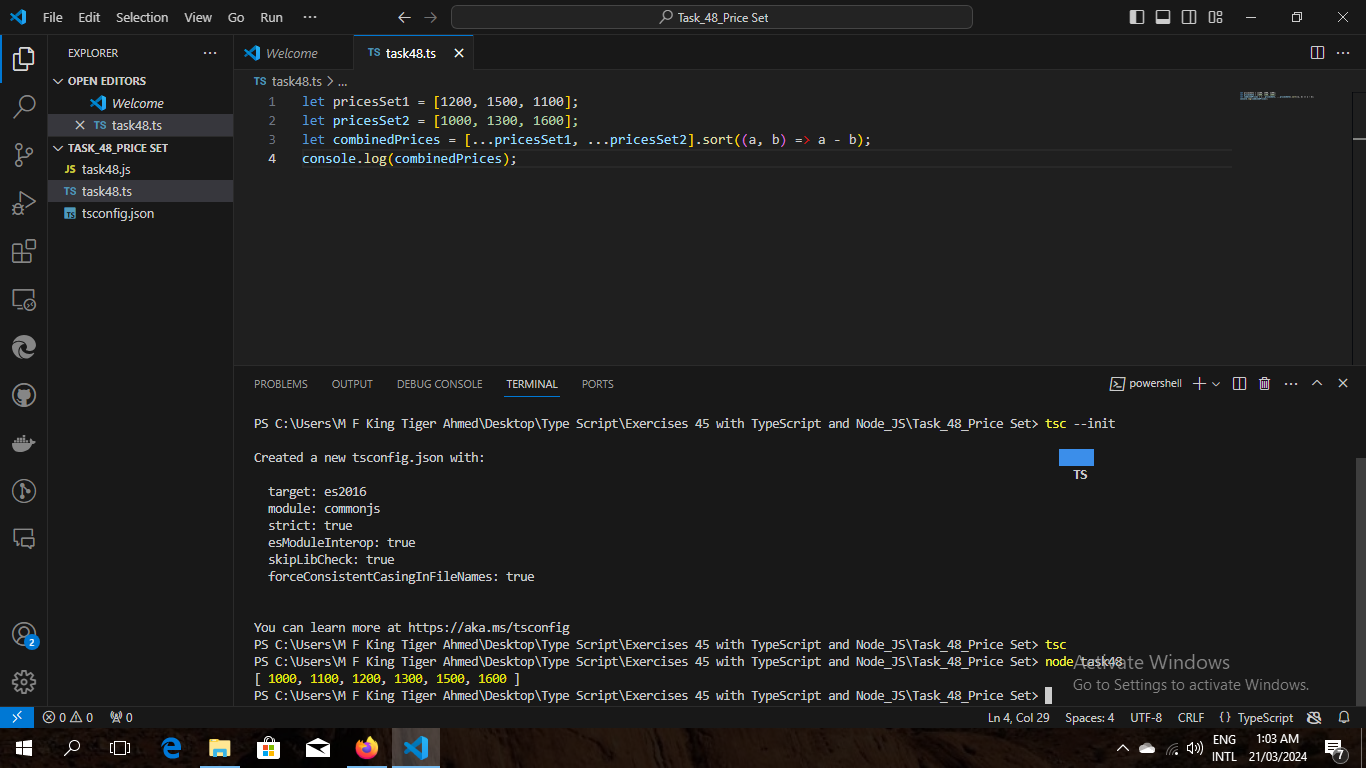 File Edit Selection View Go Run ··· Task_48_Price Set
EXPLORER ···
OPEN EDITORS
Welcome
TS task48.ts
TASK_48_PRICE SET
JS task48.js
TS task48.ts
TS tsconfig.json
Welcome TS task48.ts ···
TS task48.ts > ...
1 let pricesSet1 = [1200, 1500, 1100];
2 let pricesSet2 = [1000, 1300, 1600];
3 let combinedPrices = [...pricesSet1, ...pricesSet2].sort((a, b) => a - b);
4 console.log(combinedPrices);
PROBLEMS OUTPUT DEBUG CONSOLE TERMINAL PORTS powershell ···
PS C:\Users\M F King Tiger Ahmed\Desktop\Type Script\Exercises 45 with TypeScript and Node_JS\Task_48_Price Set> tsc --init
Created a new tsconfig.json with:
TS
target: es2016
module: commonjs
strict: true
esModuleInterop: true
skipLibCheck: true
forceConsistentCasingInFileNames: true
You can learn more at https://aka.ms/tsconfig
PS C:\Users\M F King Tiger Ahmed\Desktop\Type Script\Exercises 45 with TypeScript and Node_JS\Task_48_Price Set> tsc
PS C:\Users\M F King Tiger Ahmed\Desktop\Type Script\Exercises 45 with TypeScript and Node_JS\Task_48_Price Set> node task48
[ 1000, 1100, 1200, 1300, 1500, 1600 ]
PS C:\Users\M F King Tiger Ahmed\Desktop\Type Script\Exercises 45 with TypeScript and Node_JS\Task_48_Price Set>
Activate Windows
Go to Settings to activate Windows.
2
0 0 0 Ln 4, Col 29 Spaces: 4 UTF-8 CRLF {} TypeScript
ENG 1:03 AM
INTL 21/03/2024
7